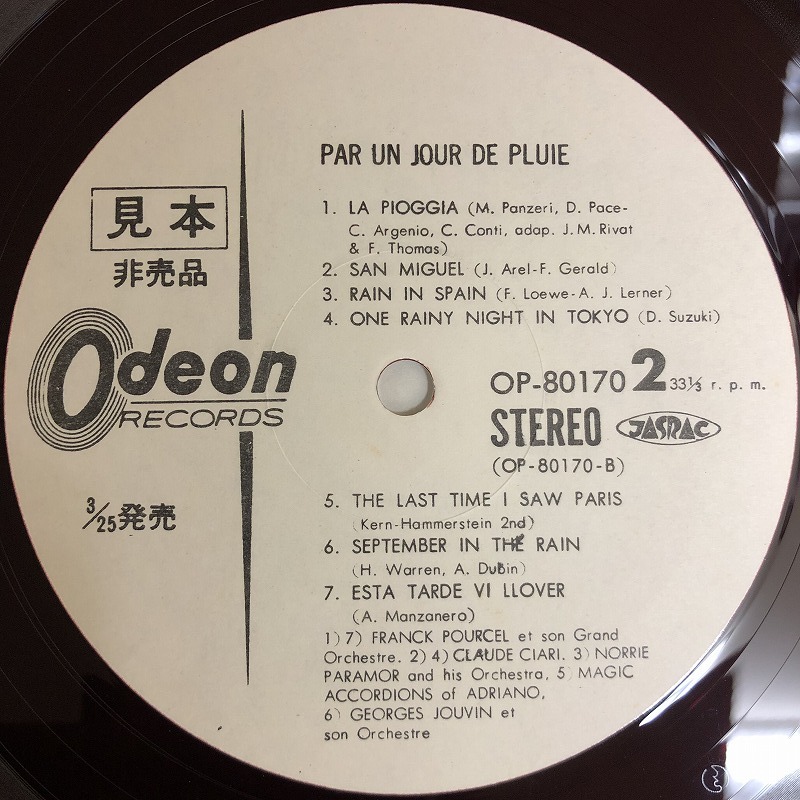 PAR UN JOUR DE PLUIE
見本
非売品
Odeon
RECORDS
3/25発売
1. LA PIOGGIA (M. Panzeri, D. Pace-
C. Argenio, C. Conti, adap. J. M. Rivat
& F. Thomas)
2. SAN MIGUEL (J. Arel-F. Gerald)
3. RAIN IN SPAIN (F. Loewe-A. J. Lerner)
4. ONE RAINY NIGHT IN TOKYO (D. Suzuki)
OP-80170 2 33⅓ r. p. m.
STEREO JASRAC
(OP-80170-B)
5. THE LAST TIME I SAW PARIS
(Kern-Hammerstein 2nd)
6. SEPTEMBER IN THE RAIN
(H. Warren, A. Dubin)
7. ESTA TARDE VI LLOVER
(A. Manzanero)
1) 7) FRANCK POURCEL et son Grand
Orchestre. 2) 4) CLAUDE CIARI. 3) NORRIE
PARAMOR and his Orchestra, 5) MAGIC
ACCORDIONS of ADRIANO,
6) GEORGES JOUVIN et
son Orchestre